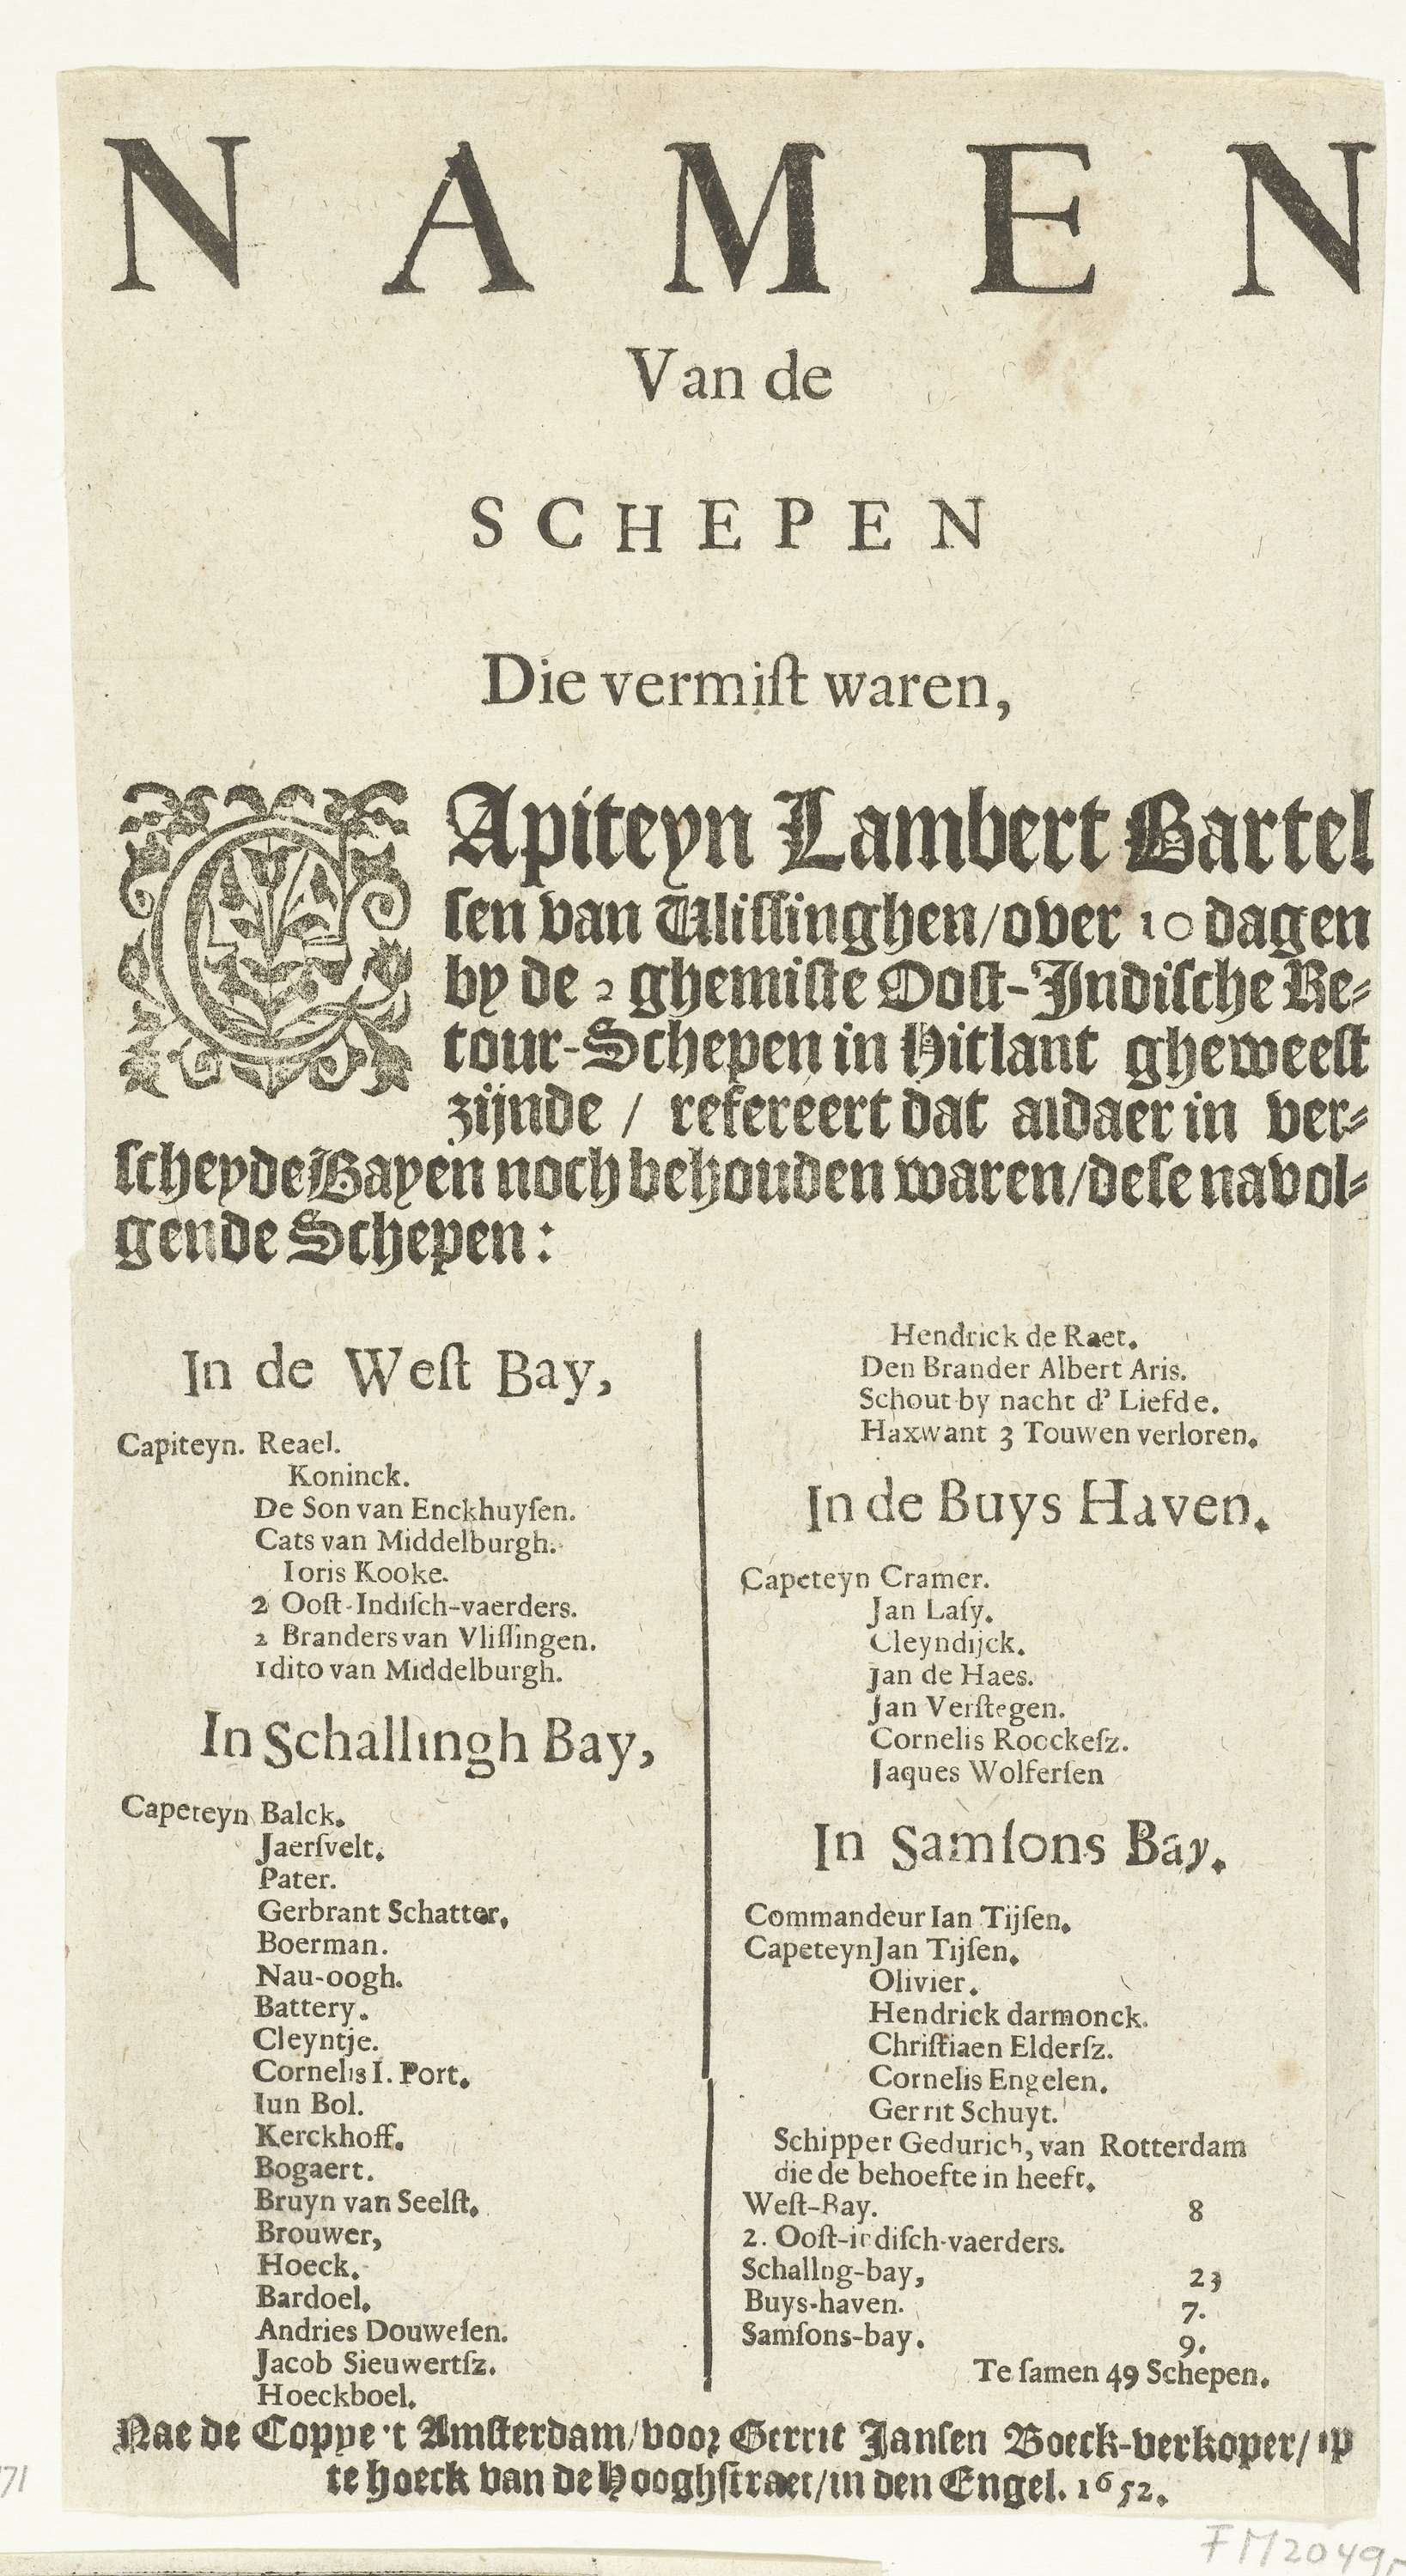 NAMEN
Van de
SCHEPEN
Die vermiſt waren,
CApiteyn Lambert Bartel
ſen van Vliſſinghen/over 10 dagen
by de 2 ghemiſte Ooſt-Indiſche Re-
tour-Schepen in Hitlant gheweeſt
zijnde / refereert dat aldaer in ver-
ſcheyde Bayen noch behouden waren/deſe navol-
gende Schepen:
In de Weſt Bay,
Capiteyn. Reael.
Koninck.
De Son van Enckhuyſen.
Cats van Middelburgh.
Ioris Kooke.
2 Ooſt-Indiſch-vaerders.
2 Branders van Vliſſingen.
1 dito van Middelburgh.
In Schallingh Bay,
Capeteyn Balck.
Jaerſvelt.
Pater.
Gerbrant Schatter.
Boerman.
Nau-oogh.
Battery.
Cleyntje.
Cornelis I. Port.
Iun Bol.
Kerckhoff.
Bogaert.
Bruyn van Seelſt.
Brouwer,
Hoeck.
Bardoel.
Andries Douweſen.
Jacob Sieuwertſz.
Hoeckboel.
Hendrick de Raet.
Den Brander Albert Aris.
Schout-by nacht d' Liefde.
Haxwant 3 Touwen verloren.
In de Buys Haven.
Capeteyn Cramer.
Jan Laſy.
Cleyndijck.
Jan de Haes.
Jan Verſtegen.
Cornelis Roockeſz.
Jaques Wolferſen
In Samſons Bay.
Commandeur Ian Tijſen.
Capeteyn Jan Tijſen.
Olivier.
Hendrick darmonck.
Chriſtiaen Elderſz.
Cornelis Engelen.
Gerrit Schuyt.
Schipper Gedurich, van Rotterdam
die de behoefte in heeft.
Weſt-Bay. 8
2. Ooſt-indiſch-vaerders.
Schallng-bay, 23
Buys-haven. 7.
Samſons-bay. 9.
Te ſamen 49 Schepen.
Nae de Coppye 't Amſterdam/voor Gerrit Janſen Boeck-verkoper/ op
te hoeck van de Hooghſtraet/in den Engel. 1652.
71
FM2049